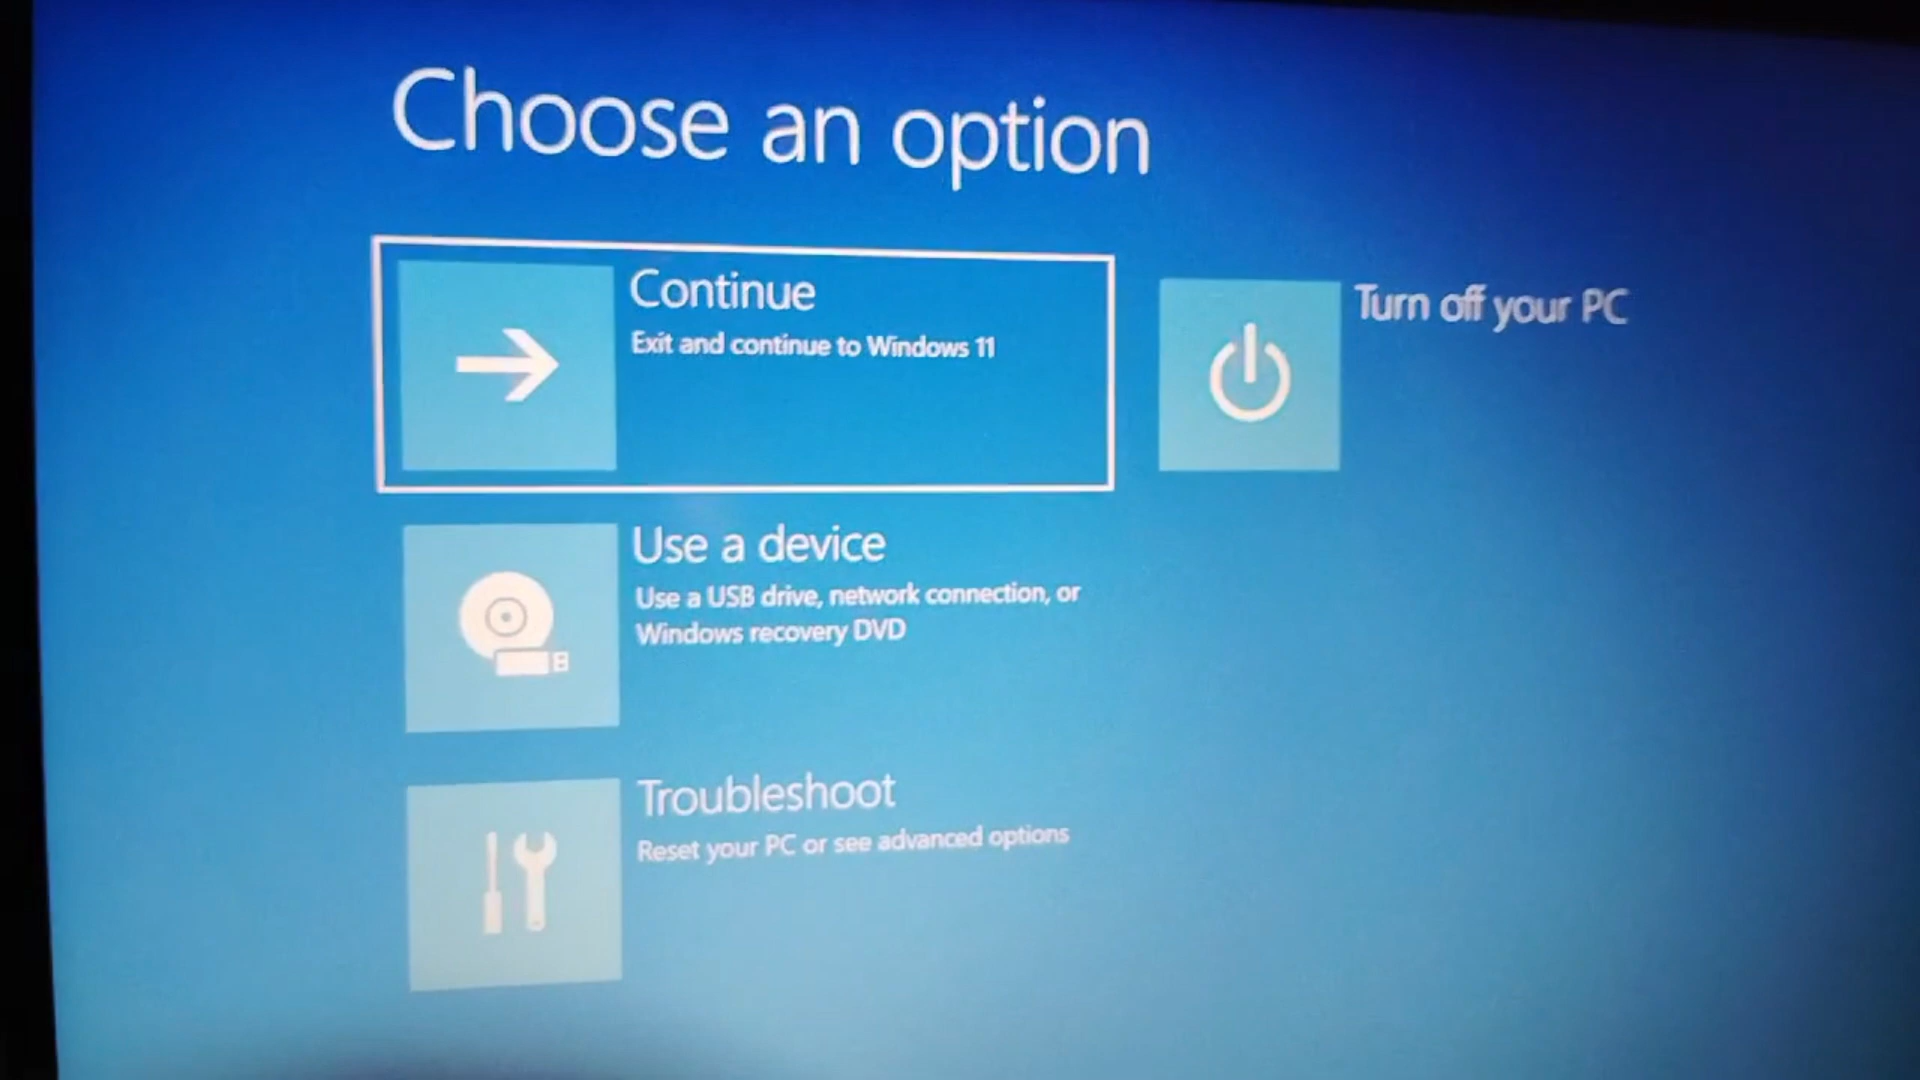 Choose an option
Continue
Exit and continue to Windows 11
Turn off your PC
Use a device
Use a USB drive, network connection, or
Windows recovery DVD
Troubleshoot
Reset your PC or see advanced options